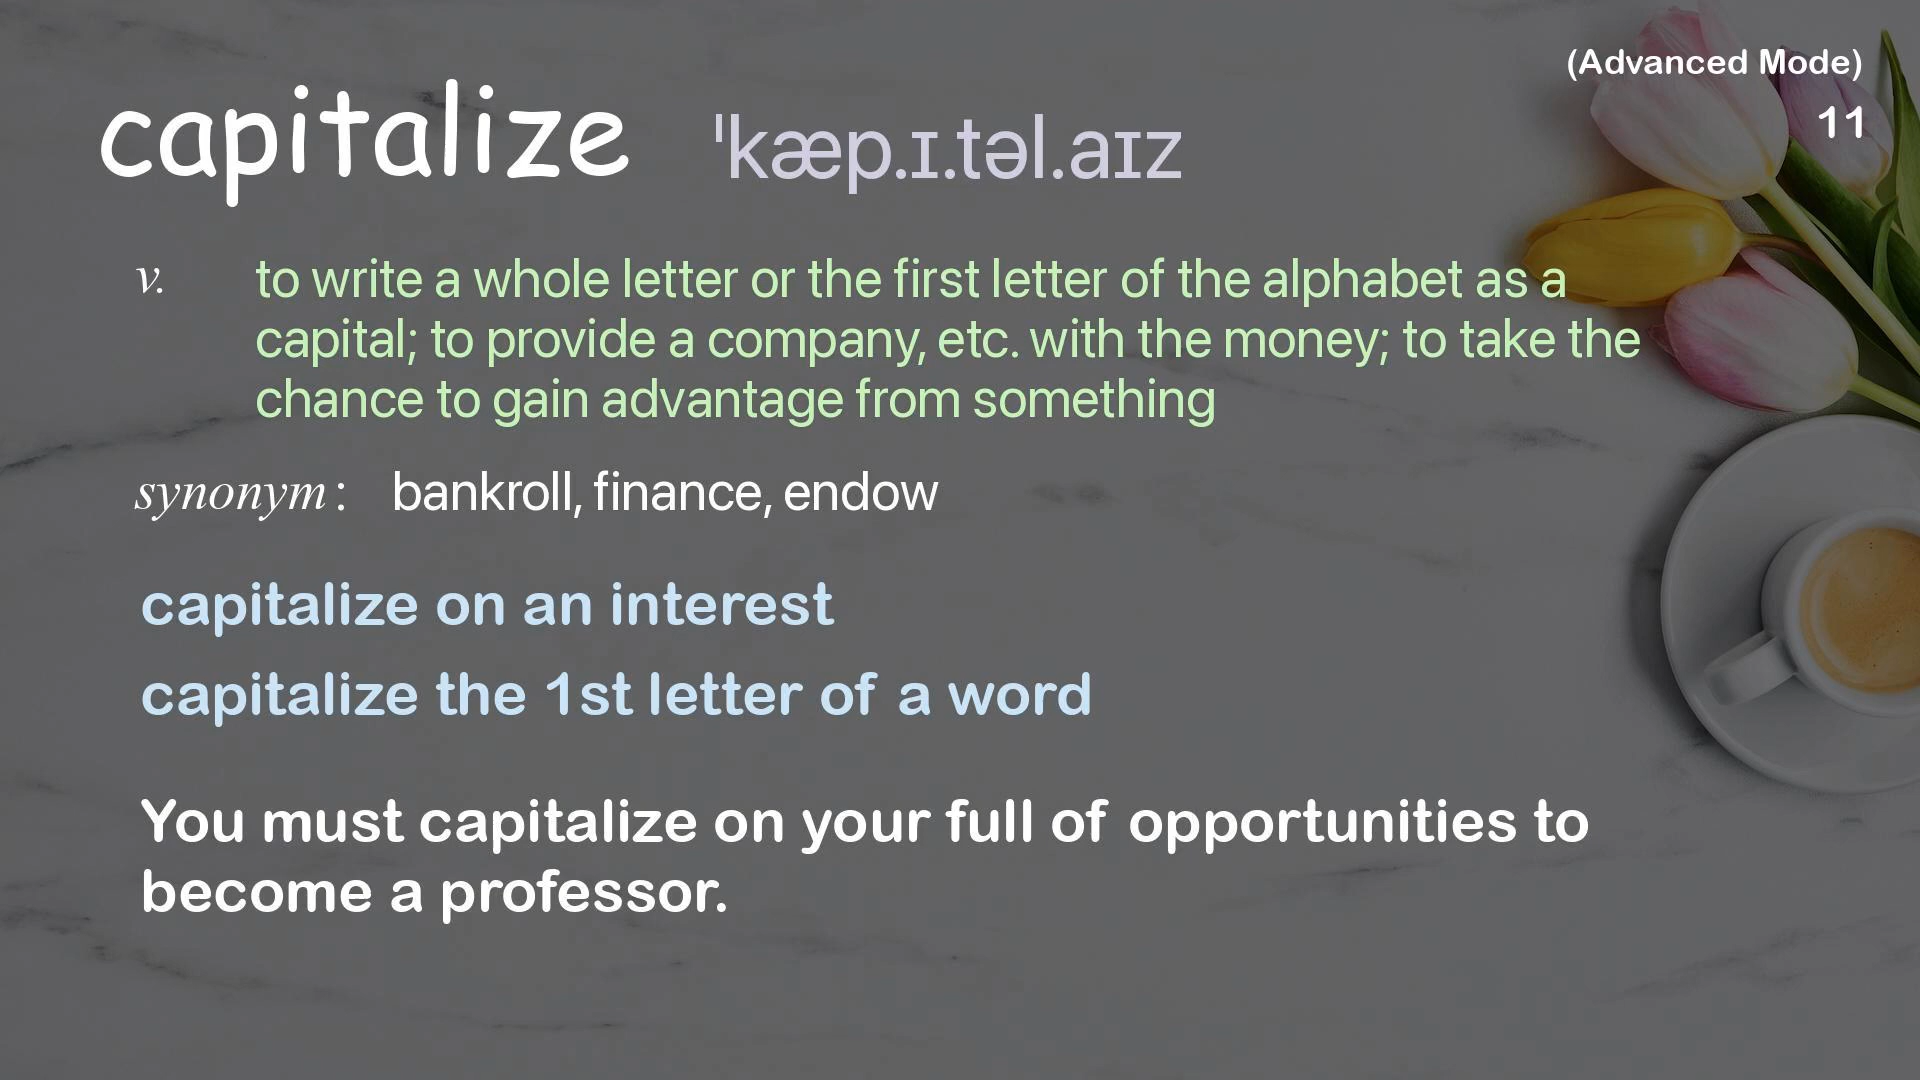 (Advanced Mode)
11
capitalize ˈkæp.ɪ.təl.aɪz
v. to write a whole letter or the first letter of the alphabet as a
capital; to provide a company, etc. with the money; to take the
chance to gain advantage from something
synonym : bankroll, finance, endow
capitalize on an interest
capitalize the 1st letter of a word
You must capitalize on your full of opportunities to
become a professor.